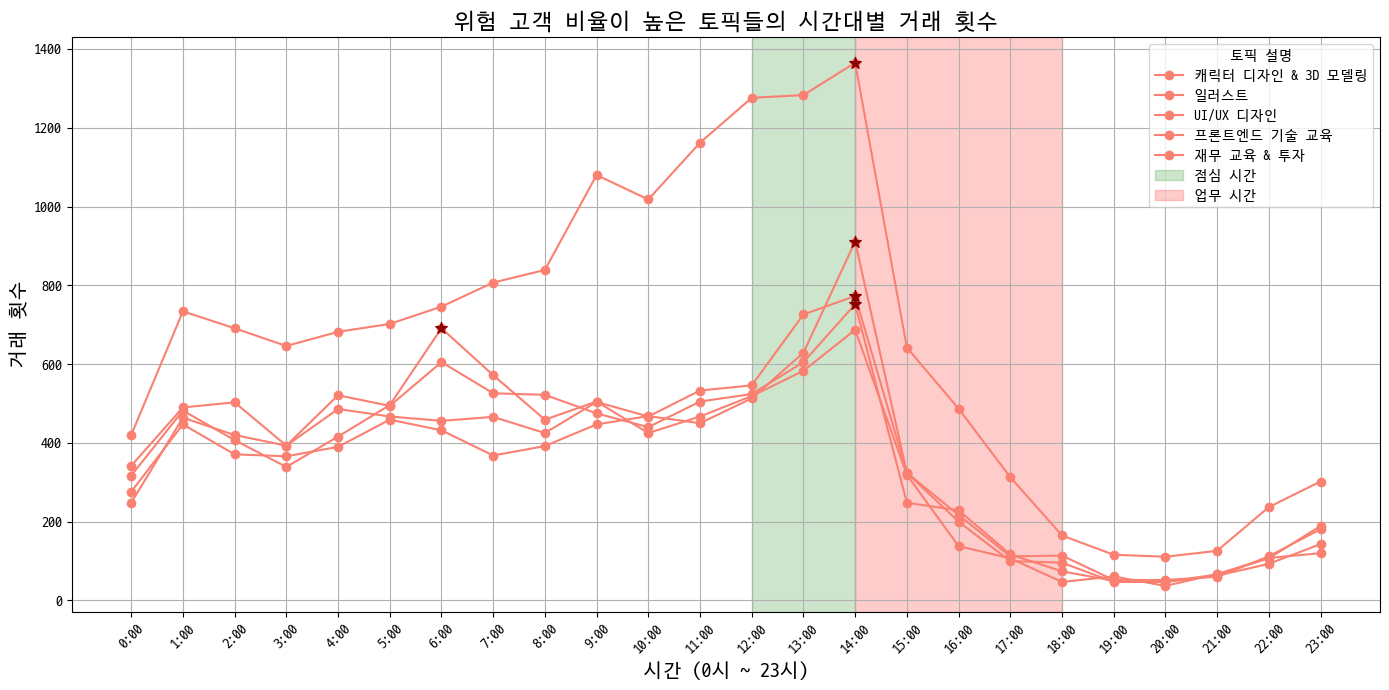 위험 고객 비율이 높은 토픽들의 시간대별 거래 횟수
토픽 설명
캐릭터 디자인 & 3D 모델링
일러스트
UI/UX 디자인
프론트엔드 기술 교육
재무 교육 & 투자
점심 시간
업무 시간
거래 횟수
1400
1200
1000
800
600
400
200
0
0:00 1:00 2:00 3:00 4:00 5:00 6:00 7:00 8:00 9:00 10:00 11:00 12:00 13:00 14:00 15:00 16:00 17:00 18:00 19:00 20:00 21:00 22:00 23:00
시간 (0시 ~ 23시)